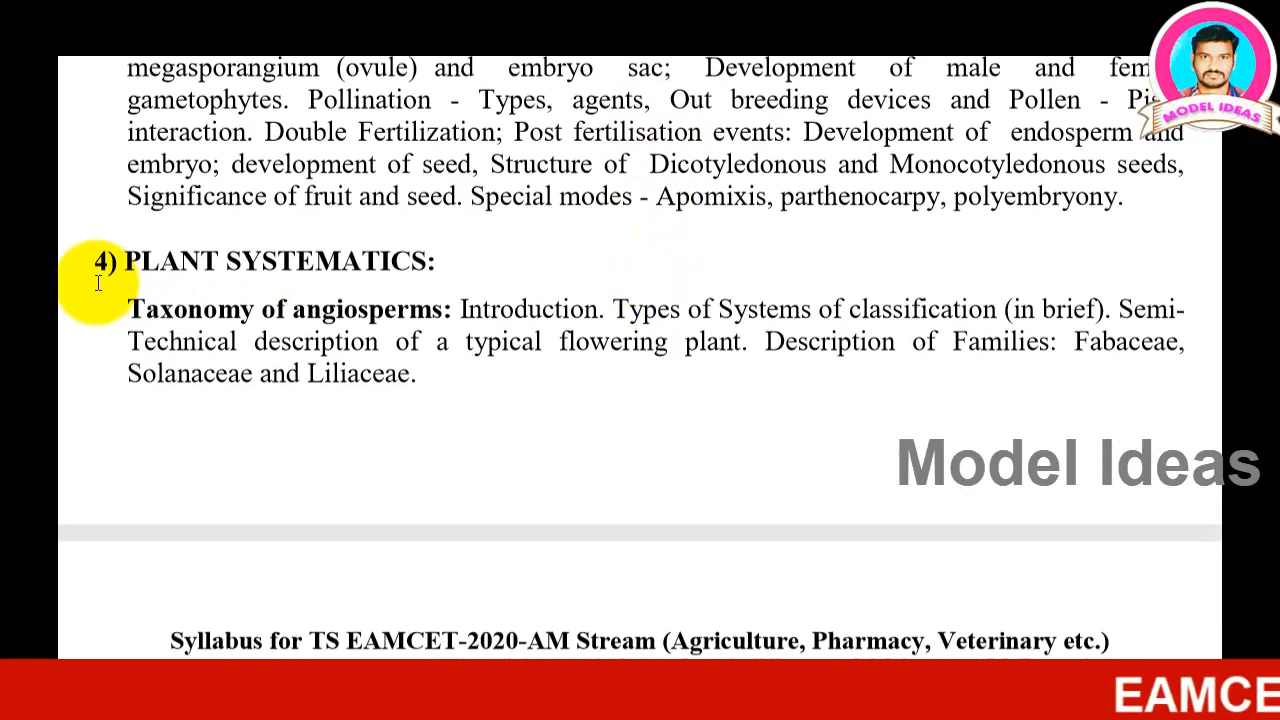 megasporangium (ovule) and embryo sac; Development of male and
gametophytes. Pollination - Types, agents, Out breeding devices and Pollen -
interaction. Double Fertilization; Post fertilisation events: Development of endosperm and
embryo; development of seed, Structure of Dicotyledonous and Monocotyledonous seeds,
Significance of fruit and seed. Special modes - Apomixis, parthenocarpy, polyembryony.
MODEL IDEAS
4) PLANT SYSTEMATICS:
Taxonomy of angiosperms: Introduction. Types of Systems of classification (in brief). Semi-
Technical description of a typical flowering plant. Description of Families: Fabaceae,
Solanaceae and Liliaceae.
Model Ideas
Syllabus for TS EAMCET-2020-AM Stream (Agriculture, Pharmacy, Veterinary etc.)
EAMCE